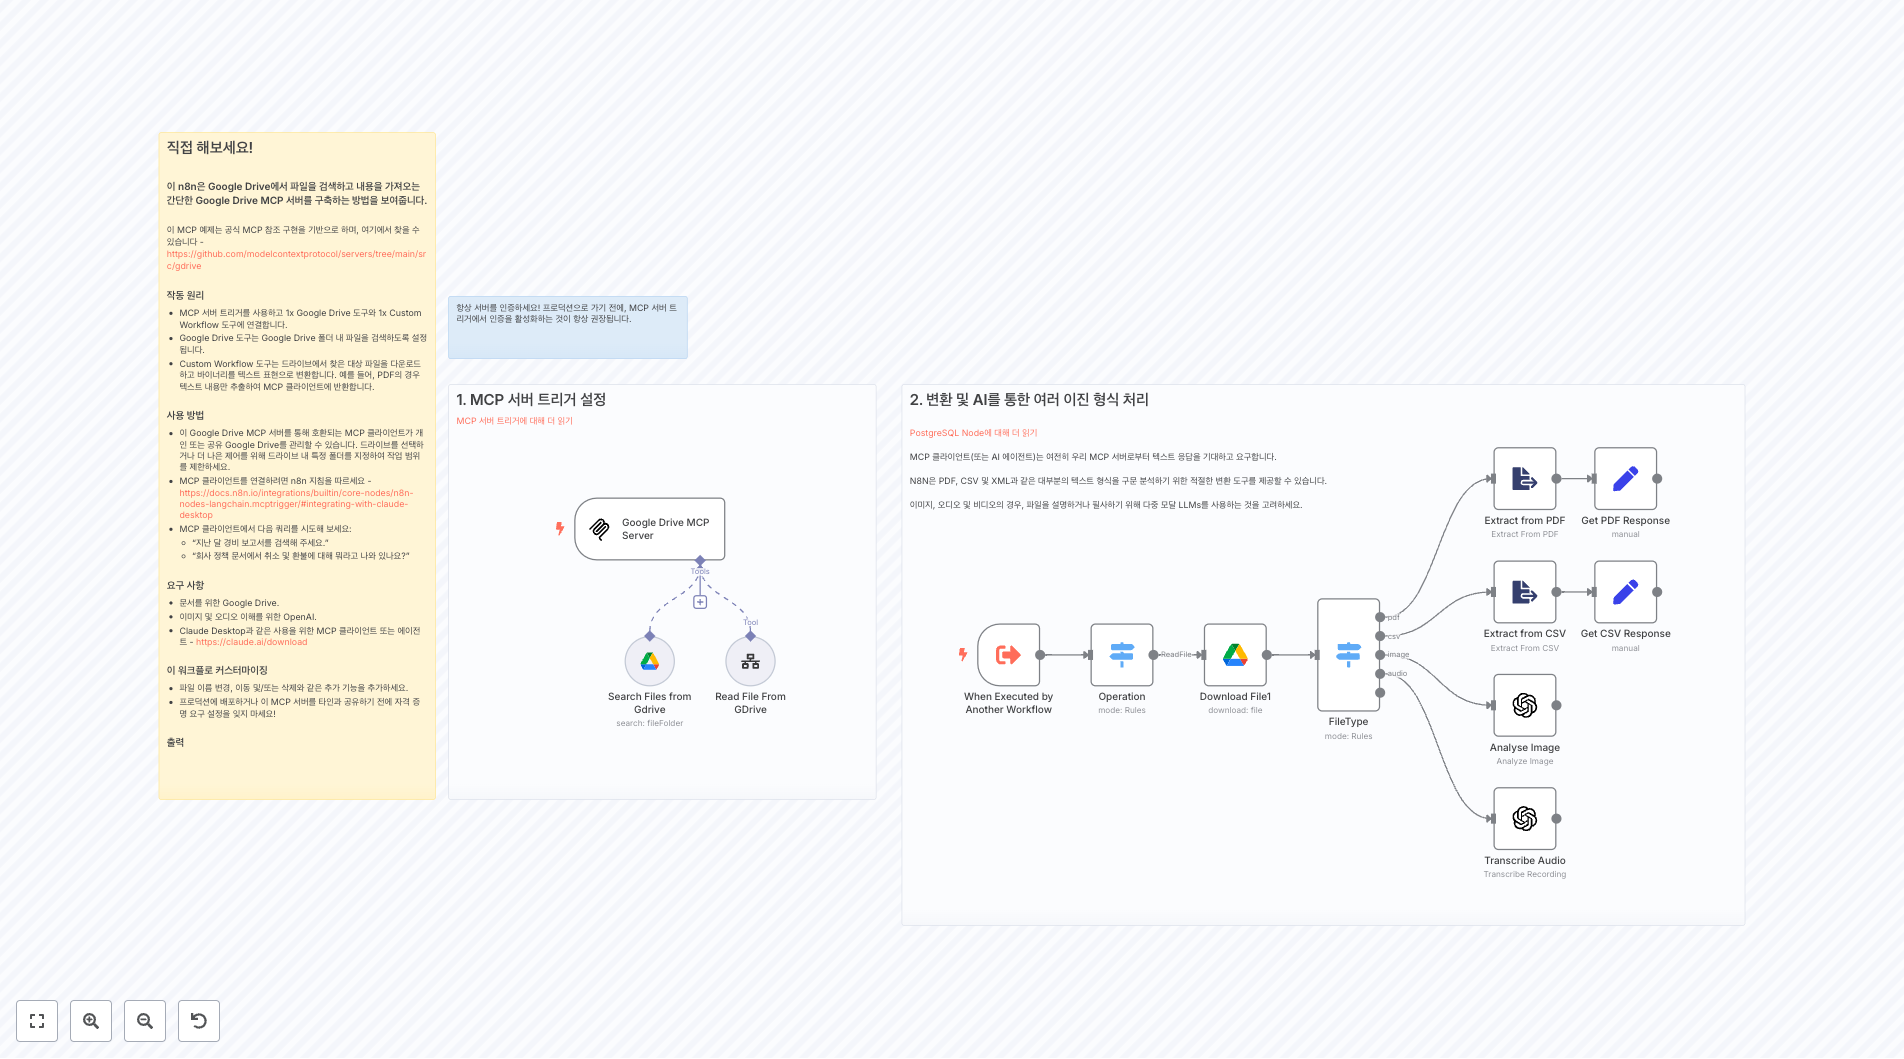 직접 해보세요!
이 n8n은 Google Drive에서 파일을 검색하고 내용을 가져오는
간단한 Google Drive MCP 서버를 구축하는 방법을 보여줍니다.
이 MCP 예제는 공식 MCP 참조 구현을 기반으로 하며, 여기에서 찾을 수
있습니다 -
https://github.com/modelcontextprotocol/servers/tree/main/sr
c/gdrive
작동 원리
MCP 서버 트리거를 사용하고 1x Google Drive 도구와 1x Custom
Workflow 도구에 연결합니다.
Google Drive 도구는 Google Drive 폴더 내 파일을 검색하도록 설정
됩니다.
Custom Workflow 도구는 드라이브에서 찾은 대상 파일을 다운로드
하고 바이너리를 텍스트 표현으로 변환합니다. 예를 들어, PDF의 경우
텍스트 내용만 추출하여 MCP 클라이언트에 반환합니다.
사용 방법
이 Google Drive MCP 서버를 통해 호환되는 MCP 클라이언트가 개
인 또는 공유 Google Drive를 관리할 수 있습니다. 드라이브를 선택하
거나 더 나은 제어를 위해 드라이브 내 특정 폴더를 지정하여 작업 범위
를 제한하세요.
MCP 클라이언트를 연결하려면 n8n 지침을 따르세요 -
https://docs.n8n.io/integrations/builtin/core-nodes/n8n-
nodes-langchain.mcptrigger/#integrating-with-claude-
desktop
MCP 클라이언트에서 다음 쿼리를 시도해 보세요:
“지난 달 경비 보고서를 검색해 주세요.”
“회사 정책 문서에서 취소 및 환불에 대해 뭐라고 나와 있나요?”
요구 사항
문서를 위한 Google Drive.
이미지 및 오디오 이해를 위한 OpenAI.
Claude Desktop과 같은 사용을 위한 MCP 클라이언트 또는 에이전
트 - https://claude.ai/download
이 워크플로 커스터마이징
파일 이름 변경, 이동 및/또는 삭제와 같은 추가 기능을 추가하세요.
프로덕션에 배포하거나 이 MCP 서버를 타인과 공유하기 전에 자격 증
명 요구 설정을 잊지 마세요!
출력
항상 서버를 인증하세요! 프로덕션으로 가기 전에, MCP 서버 트
리거에서 인증을 활성화하는 것이 항상 권장됩니다.
1. MCP 서버 트리거 설정
MCP 서버 트리거에 대해 더 읽기
Google Drive MCP
Server
Tools
Tool
Search Files from
Gdrive
search: fileFolder
Read File From
GDrive
2. 변환 및 AI를 통한 여러 이진 형식 처리
PostgreSQL Node에 대해 더 읽기
MCP 클라이언트(또는 AI 에이전트)는 여전히 우리 MCP 서버로부터 텍스트 응답을 기대하고 요구합니다.
N8N은 PDF, CSV 및 XML과 같은 대부분의 텍스트 형식을 구문 분석하기 위한 적절한 변환 도구를 제공할 수 있습니다.
이미지, 오디오 및 비디오의 경우, 파일을 설명하거나 필사하기 위해 다중 모달 LLMs를 사용하는 것을 고려하세요.
When Executed by
Another Workflow
Operation
mode: Rules
ReadFile
Download File1
download: file
FileType
mode: Rules
pdf
csv
image
audio
Extract from PDF
Extract From PDF
Get PDF Response
manual
Extract from CSV
Extract From CSV
Get CSV Response
manual
Analyse Image
Analyze Image
Transcribe Audio
Transcribe Recording